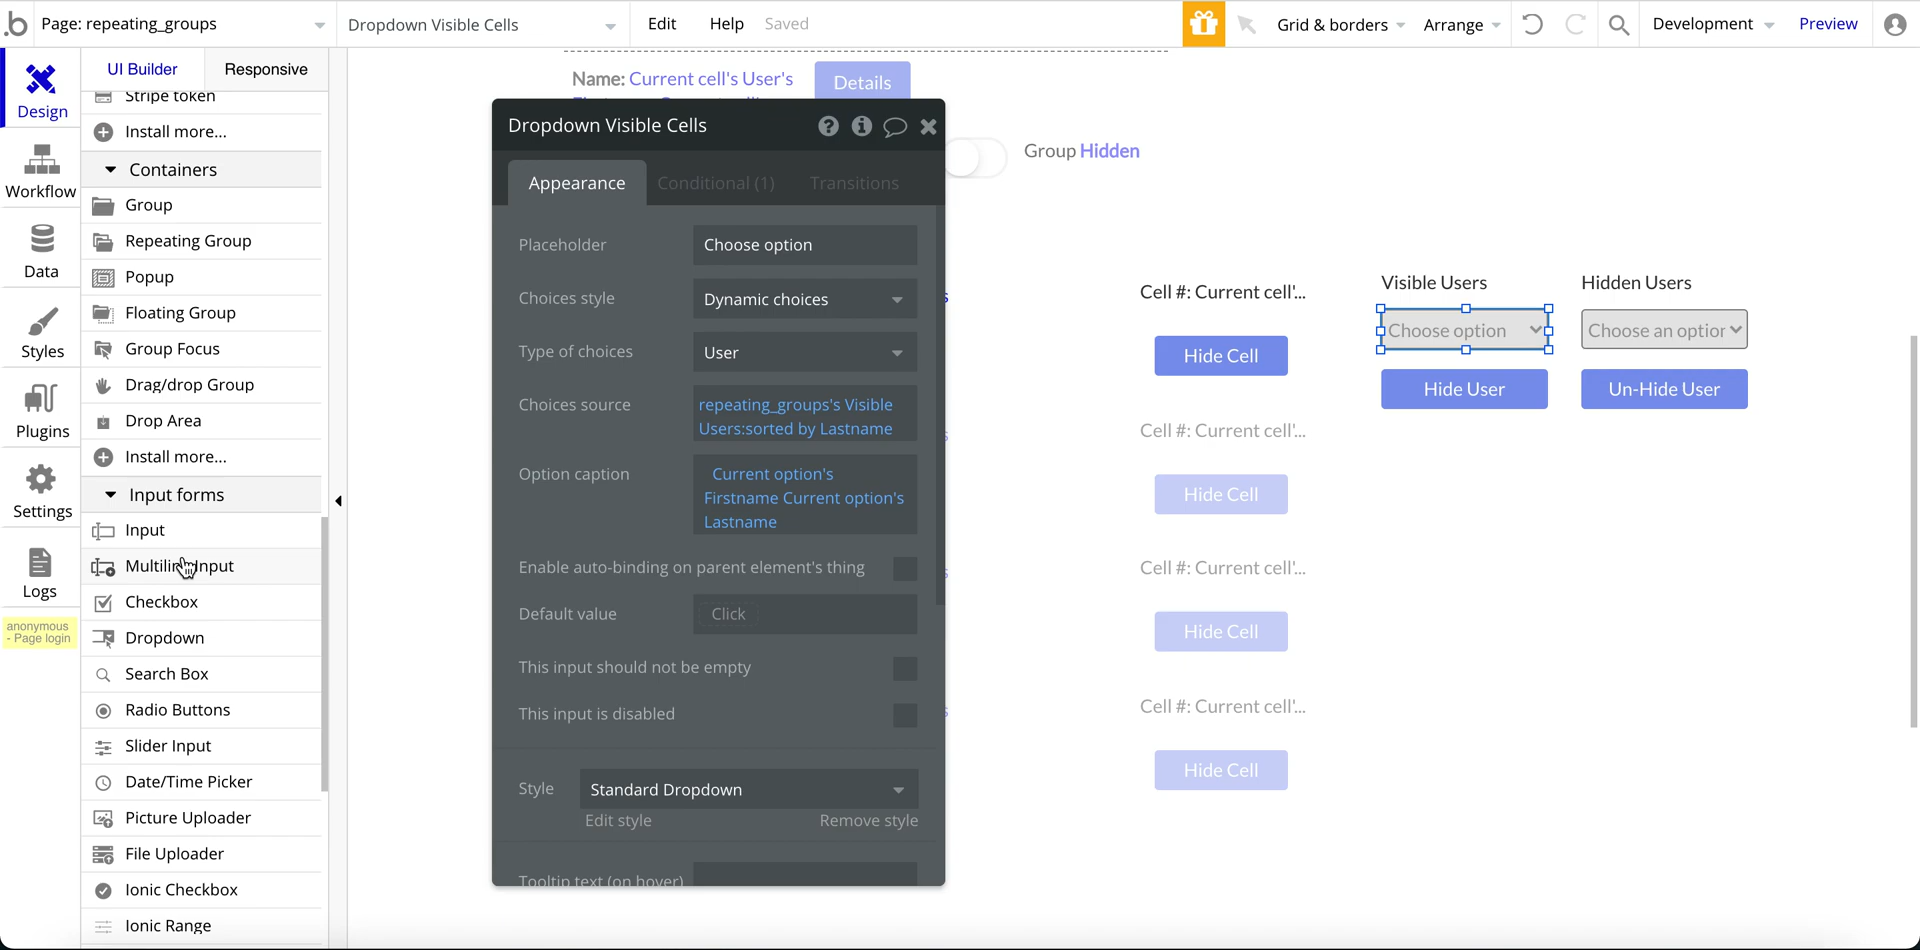 b Page: repeating_groups Dropdown Visible Cells Edit Help Saved Grid & borders Arrange Development Preview
UI Builder Responsive
Design
Workflow
Data
Styles
Plugins
Settings
Logs
anonymous
- Page login
Stripe token
Install more...
Containers
Group
Repeating Group
Popup
Floating Group
Group Focus
Drag/drop Group
Drop Area
Install more...
Input forms
Input
Checkbox
Dropdown
Search Box
Radio Buttons
Slider Input
Date/Time Picker
Picture Uploader
File Uploader
Ionic Checkbox
Ionic Range
Name: Current cell's User's
Details
Dropdown Visible Cells
Appearance Conditional (1) Transitions
Placeholder Choose option
Choices style Dynamic choices
Type of choices User
Choices source repeating_groups's Visible
Users:sorted by Lastname
Option caption Current option's
Firstname Current option's
Lastname
Enable auto-binding on parent element's thing
Default value Click
This input should not be empty
This input is disabled
Style Standard Dropdown
Edit style Remove style
Tooltip text (on hover)
Group Hidden
Cell #: Current cell'...
Hide Cell
Cell #: Current cell'...
Hide Cell
Cell #: Current cell'...
Hide Cell
Cell #: Current cell'...
Hide Cell
Visible Users
Choose option
Hide User
Hidden Users
Choose an option
Un-Hide User